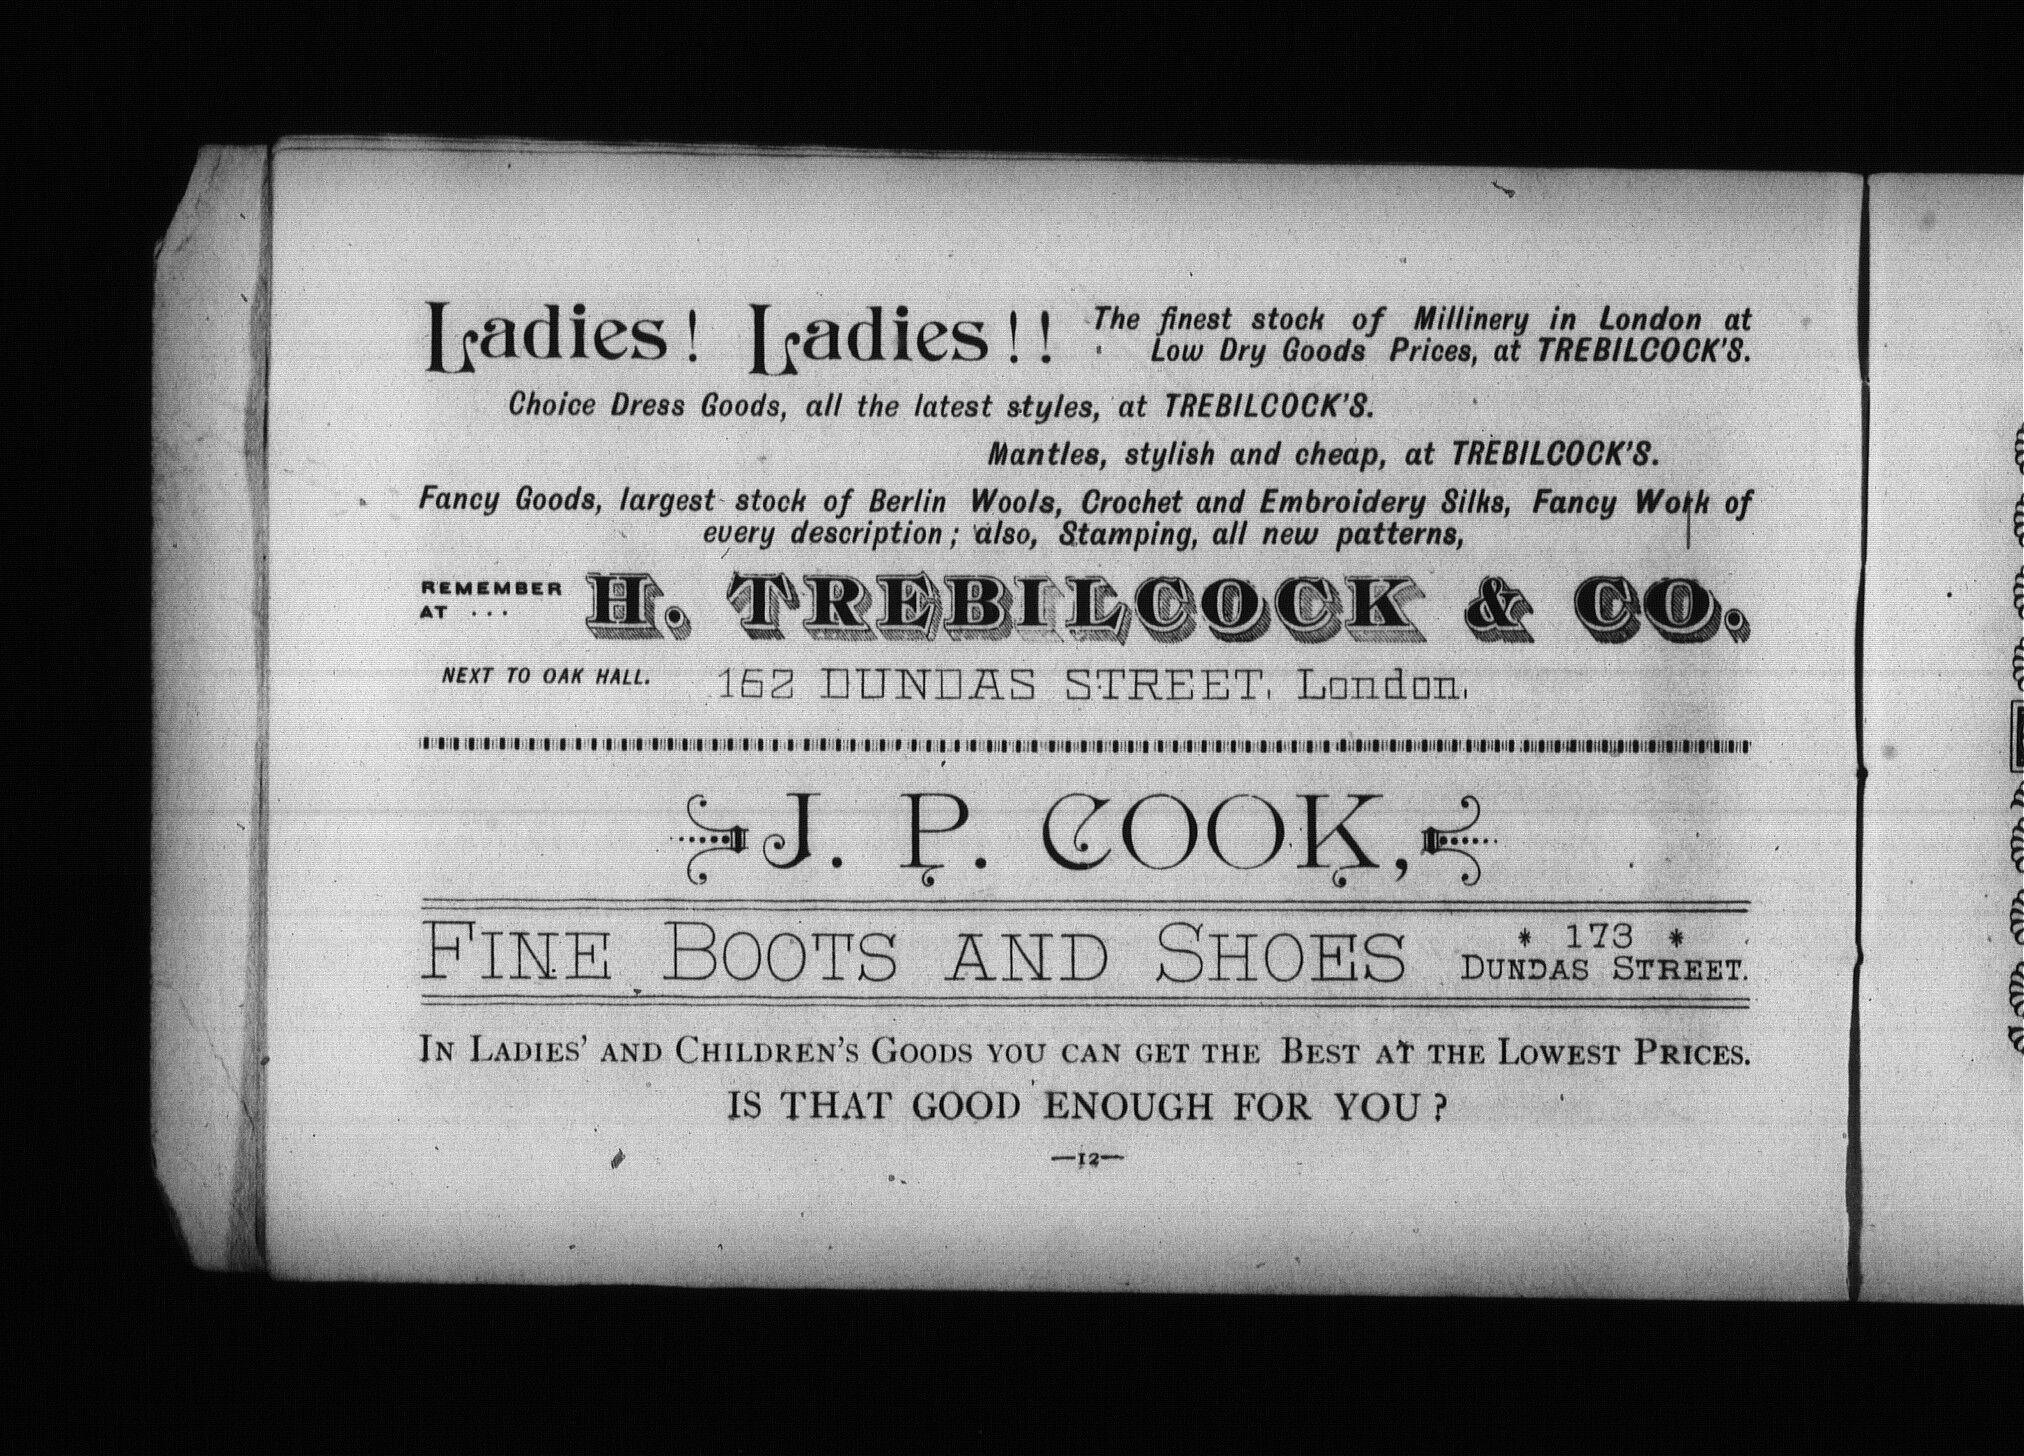 Ladies! Ladies!! The finest stock of Millinery in London at
Low Dry Goods Prices, at TREBILCOCK'S.
Choice Dress Goods, all the latest styles, at TREBILCOCK'S.
Mantles, stylish and cheap, at TREBILCOCK'S.
Fancy Goods, largest stock of Berlin Wools, Crochet and Embroidery Silks, Fancy Work of
every description; also, Stamping, all new patterns,
REMEMBER
AT ... H. TREBILCOCK & CO.
NEXT TO OAK HALL. 152 DUNDAS STREET, London.
J. P. COOK,
FINE BOOTS AND SHOES * 173 *
DUNDAS STREET.
IN LADIES' AND CHILDREN'S GOODS YOU CAN GET THE BEST AT THE LOWEST PRICES.
IS THAT GOOD ENOUGH FOR YOU?
—12—